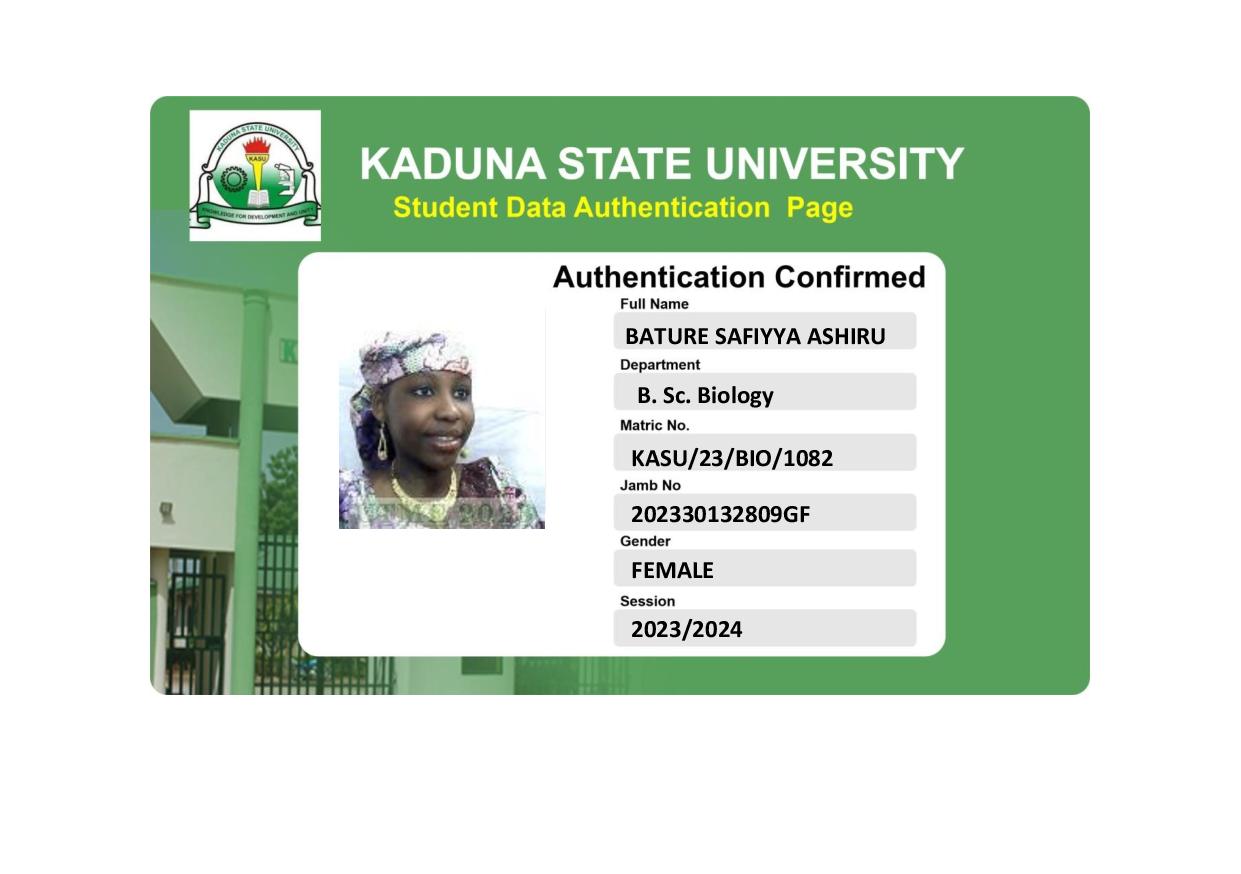 KADUNA STATE UNIVERSITY
KASU
KNOWLEDGE FOR DEVELOPMENT AND UNITY
KADUNA STATE UNIVERSITY
Student Data Authentication Page
Authentication Confirmed
Full Name
BATURE SAFIYYA ASHIRU
Department
B. Sc. Biology
Matric No.
KASU/23/BIO/1082
Jamb No
202330132809GF
Gender
FEMALE
Session
2023/2024